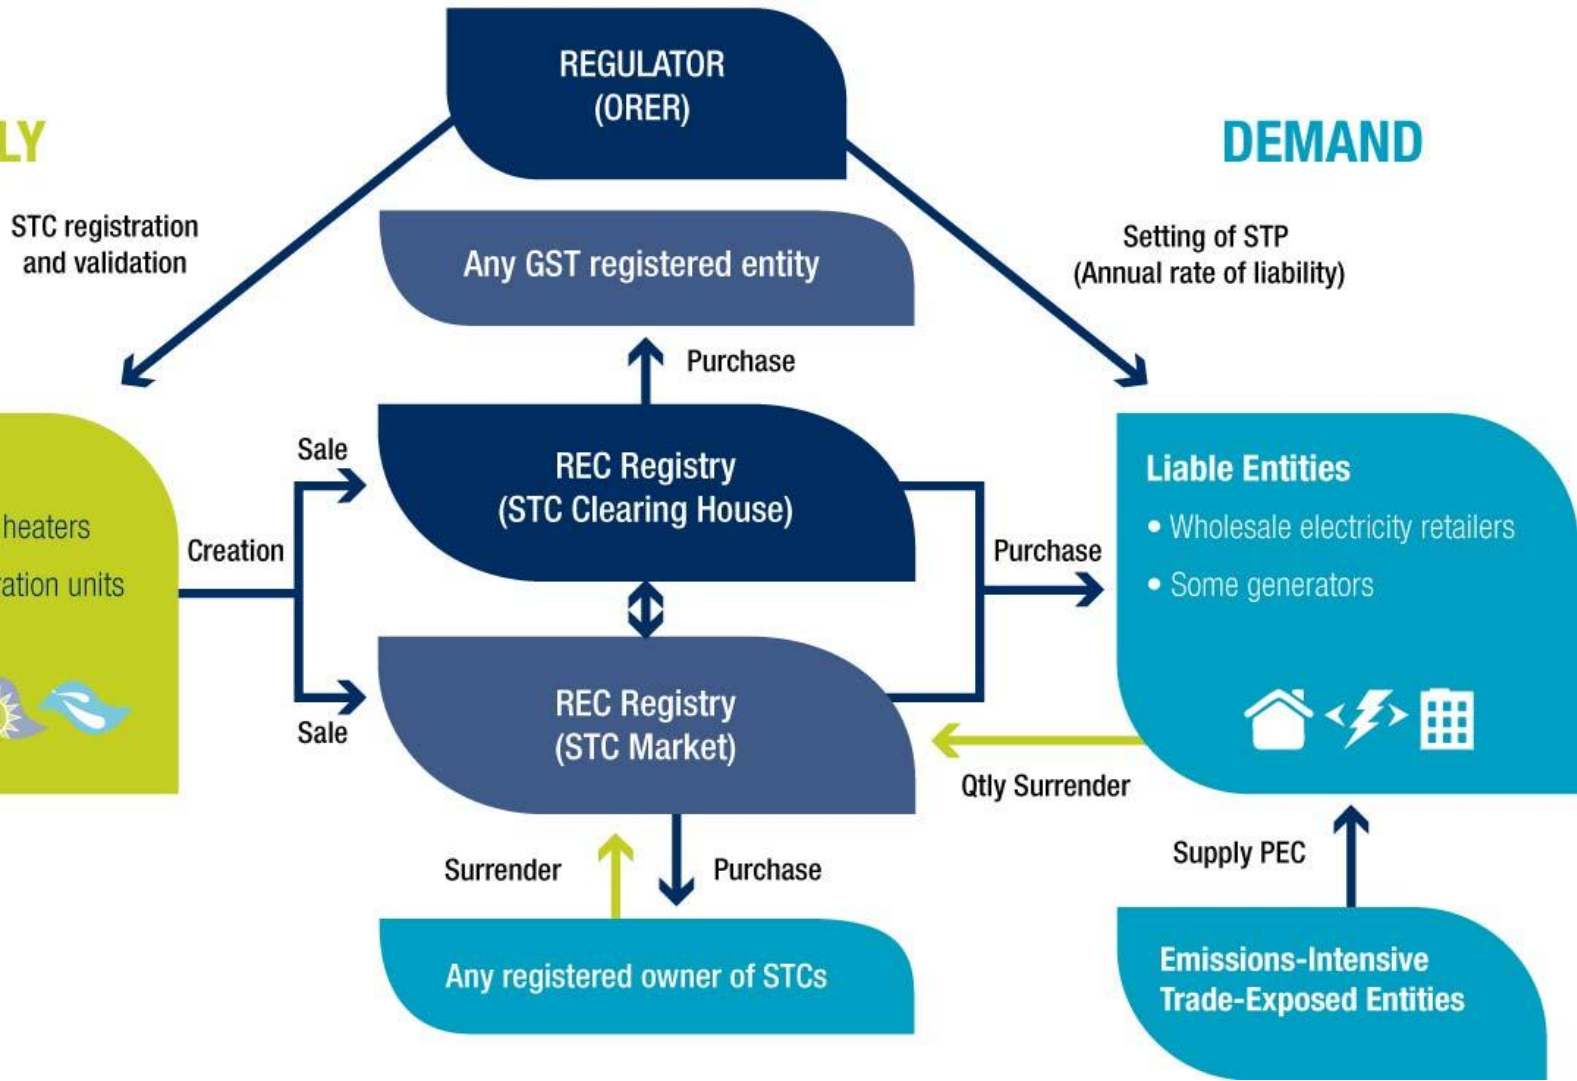 REGULATOR
(ORER)
LY
DEMAND
STC registration
and validation
Any GST registered entity
Setting of STP
(Annual rate of liability)
Purchase
Sale
REC Registry
(STC Clearing House)
Liable Entities
heaters
• Wholesale electricity retailers
Creation
Purchase
ation units
• Some generators
REC Registry
(STC Market)
Sale
Qtly Surrender
Surrender
Purchase
Supply PEC
Any registered owner of STCs
Emissions-Intensive
Trade-Exposed Entities